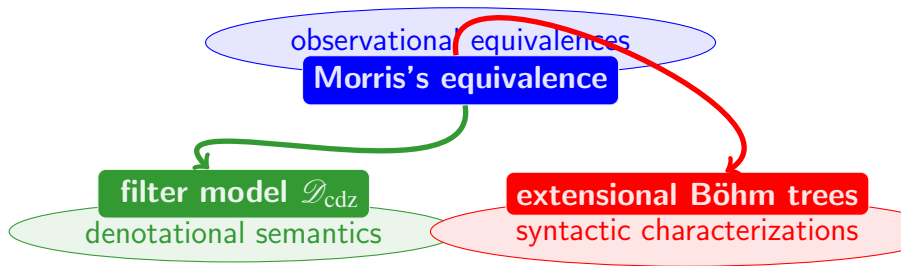 observational equivalences
Morris's equivalence
filter model 𝒟cdz
extensional Böhm trees
denotational semantics
syntactic characterizations